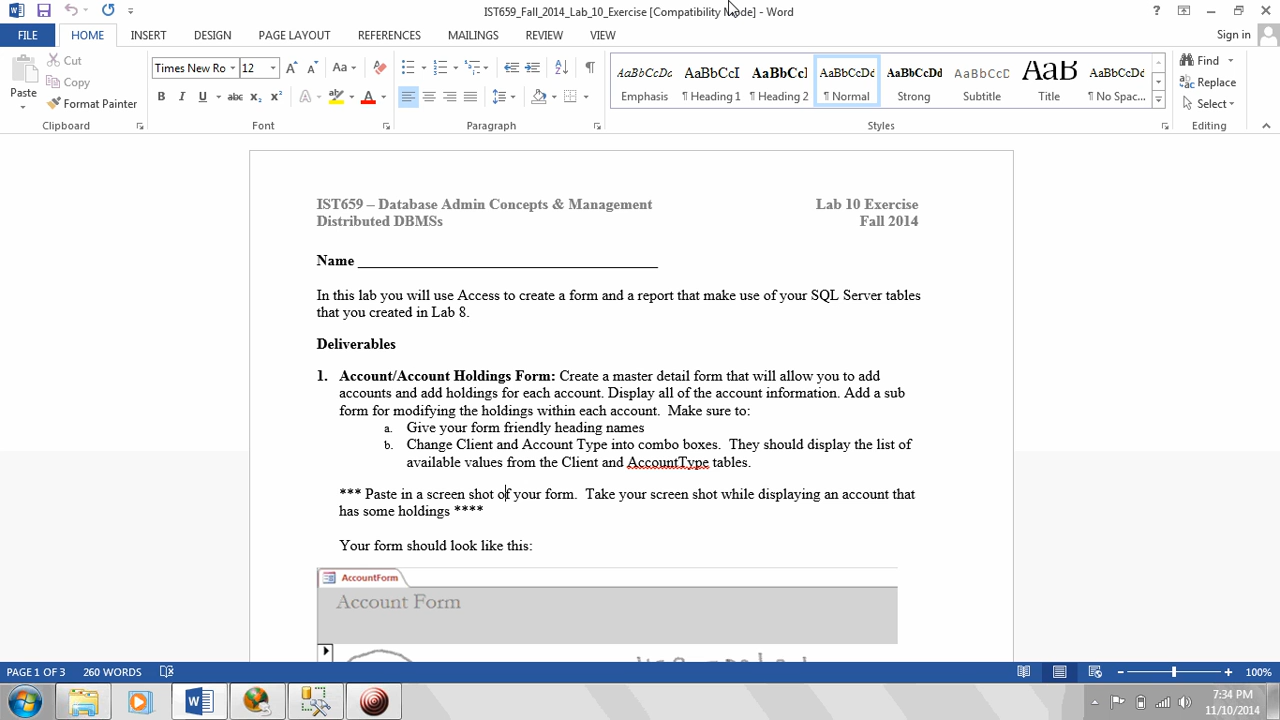 IST659_Fall_2014_Lab_10_Exercise [Compatibility Mode] - Word
FILE HOME INSERT DESIGN PAGE LAYOUT REFERENCES MAILINGS REVIEW VIEW Sign in
Paste Cut Copy Format Painter
Clipboard
Times New Ro 12
Font
Paragraph
AaBbCcDc AaBbCcI AaBbCcI AaBbCcDd AaBbCcDd AaBbCcD AaB AaBbCcDd
Emphasis ¶ Heading 1 ¶ Heading 2 ¶ Normal Strong Subtitle Title ¶ No Spac...
Styles
Find
Replace
Select
Editing
IST659 – Database Admin Concepts & Management Lab 10 Exercise
Distributed DBMSs Fall 2014
Name ________________________________
In this lab you will use Access to create a form and a report that make use of your SQL Server tables
that you created in Lab 8.
Deliverables
1. Account/Account Holdings Form: Create a master detail form that will allow you to add
accounts and add holdings for each account. Display all of the account information. Add a sub
form for modifying the holdings within each account. Make sure to:
a. Give your form friendly heading names
b. Change Client and Account Type into combo boxes. They should display the list of
available values from the Client and AccountType tables.
*** Paste in a screen shot of your form. Take your screen shot while displaying an account that
has some holdings ****
Your form should look like this:
AccountForm
Account Form
PAGE 1 OF 3 260 WORDS 100%
7:34 PM
11/10/2014